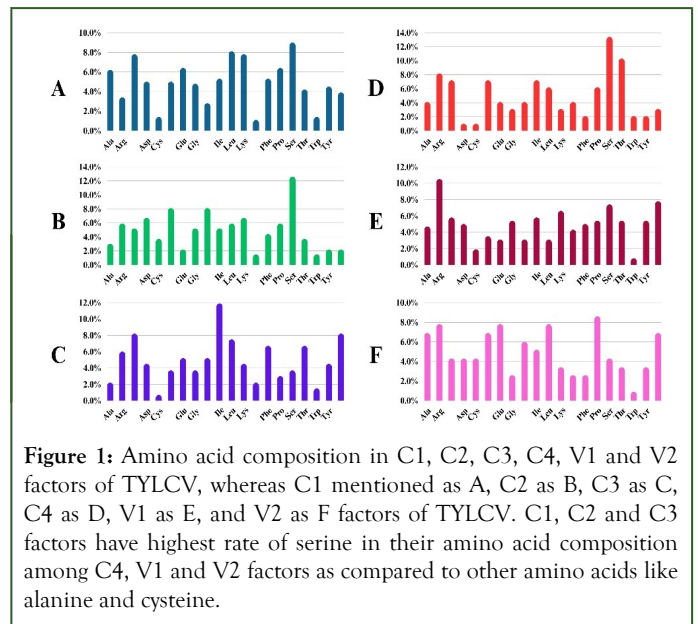 A
10.0%
8.0%
6.0%
4.0%
2.0%
0.0%
Ala Arg Asp Cys Glu Gly Ile Leu Lys Phe Pro Ser Thr Trp Tyr
D
14.0%
12.0%
10.0%
8.0%
6.0%
4.0%
2.0%
0.0%
Ala Arg Asp Cys Glu Gly Ile Leu Lys Phe Pro Ser Thr Trp Tyr
B
14.0%
12.0%
10.0%
8.0%
6.0%
4.0%
2.0%
0.0%
Ala Arg Asp Cys Glu Gly Ile Leu Lys Phe Pro Ser Thr Trp Tyr
E
12.0%
10.0%
8.0%
6.0%
4.0%
2.0%
0.0%
Ala Arg Asp Cys Glu Gly Ile Leu Lys Phe Pro Ser Thr Trp Tyr
C
12.0%
10.0%
8.0%
6.0%
4.0%
2.0%
0.0%
Ala Arg Asp Cys Glu Gly Ile Leu Lys Phe Pro Ser Thr Trp Tyr
F
10.0%
8.0%
6.0%
4.0%
2.0%
0.0%
Ala Arg Asp Cys Glu Gly Ile Leu Lys Phe Pro Ser Thr Trp Tyr
Figure 1: Amino acid composition in C1, C2, C3, C4, V1 and V2
factors of TYLCV, whereas C1 mentioned as A, C2 as B, C3 as C,
C4 as D, V1 as E, and V2 as F factors of TYLCV. C1, C2 and C3
factors have highest rate of serine in their amino acid composition
among C4, V1 and V2 factors as compared to other amino acids like
alanine and cysteine.